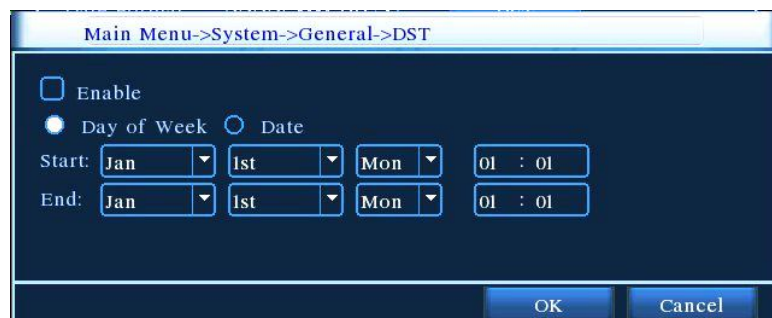 Main Menu->System->General->DST
Enable
Day of Week Date
Start: Jan 1st Mon 01 : 01
End: Jan 1st Mon 01 : 01
OK Cancel